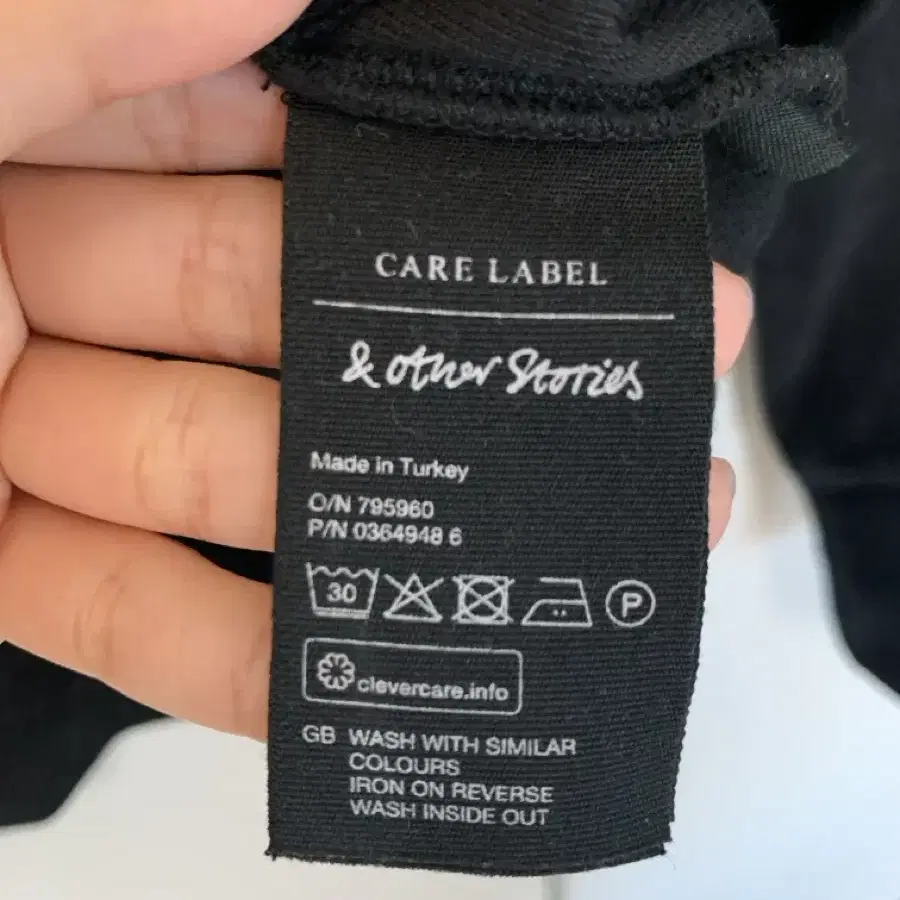 CARE LABEL
& other Stories
Made in Turkey
O/N 795960
P/N 0364948 6
30 P
clevercare.info
GB WASH WITH SIMILAR
COLOURS
IRON ON REVERSE
WASH INSIDE OUT